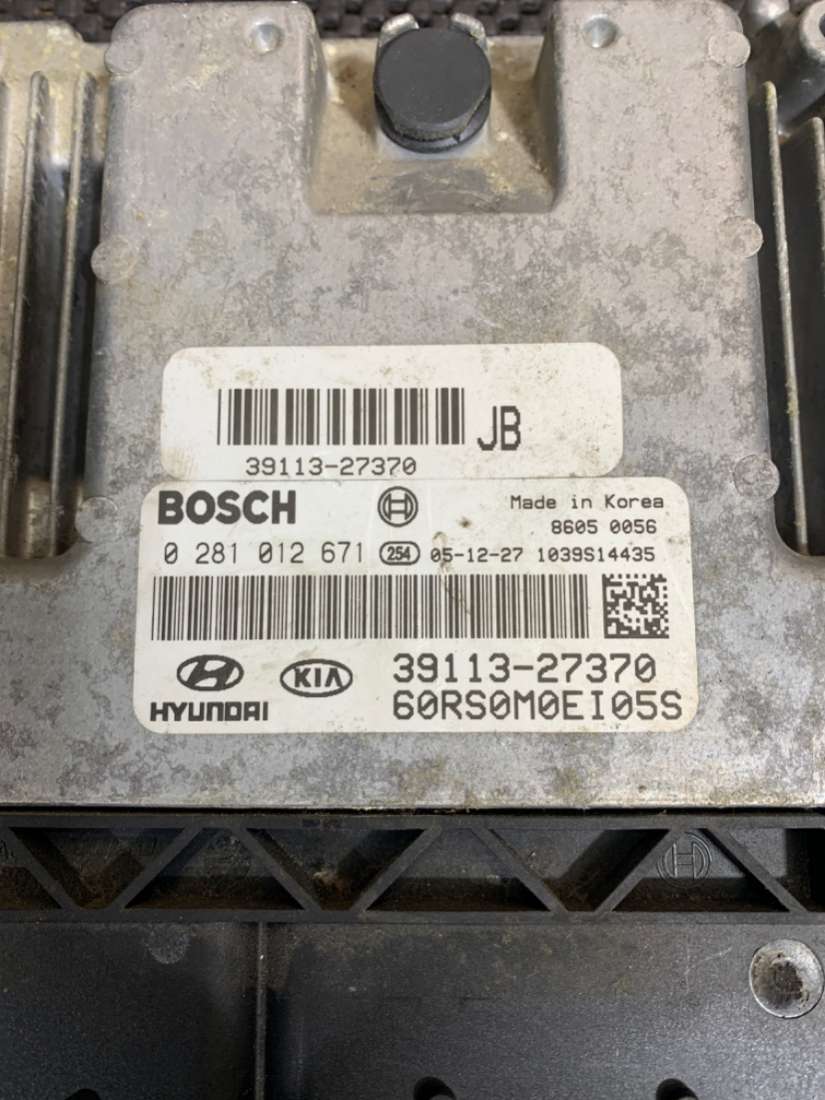 JB
39113-27370
BOSCH
Made in Korea
8605 0056
0 281 012 671 254 05-12-27 1039S14435
HYUNDAI KIA 39113-27370
60RS0M0EI05S